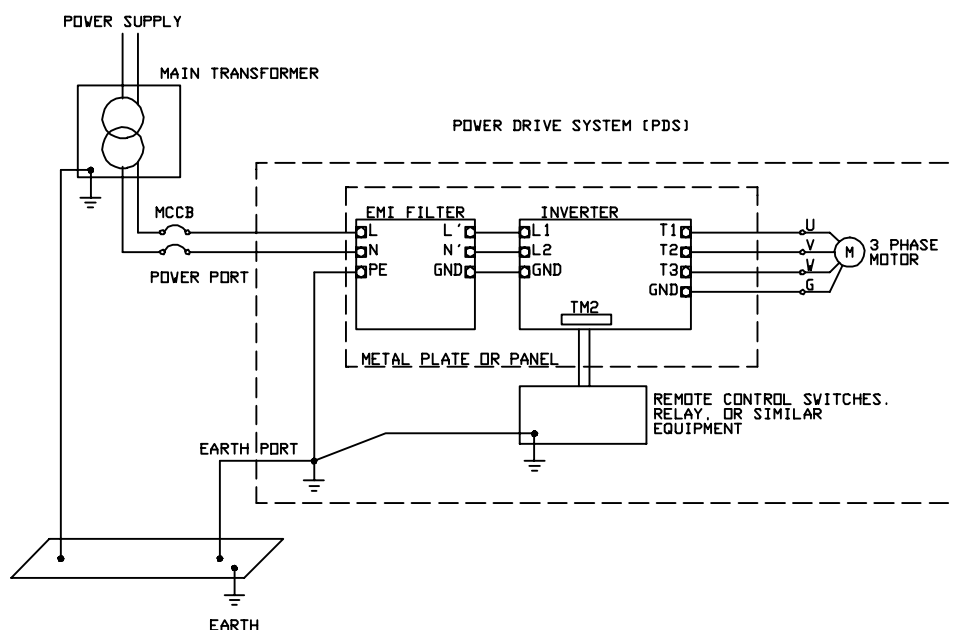 POWER SUPPLY
MAIN TRANSFORMER
POWER DRIVE SYSTEM (PDS)
MCCB
POWER PORT
EMI FILTER
L
N
PE
L'
N'
GND
INVERTER
L1
L2
GND
T1
T2
T3
GND
TM2
U
V
W
G
M
3 PHASE
MOTOR
METAL PLATE OR PANEL
REMOTE CONTROL SWITCHES.
RELAY, OR SIMILAR
EQUIPMENT
EARTH PORT
EARTH